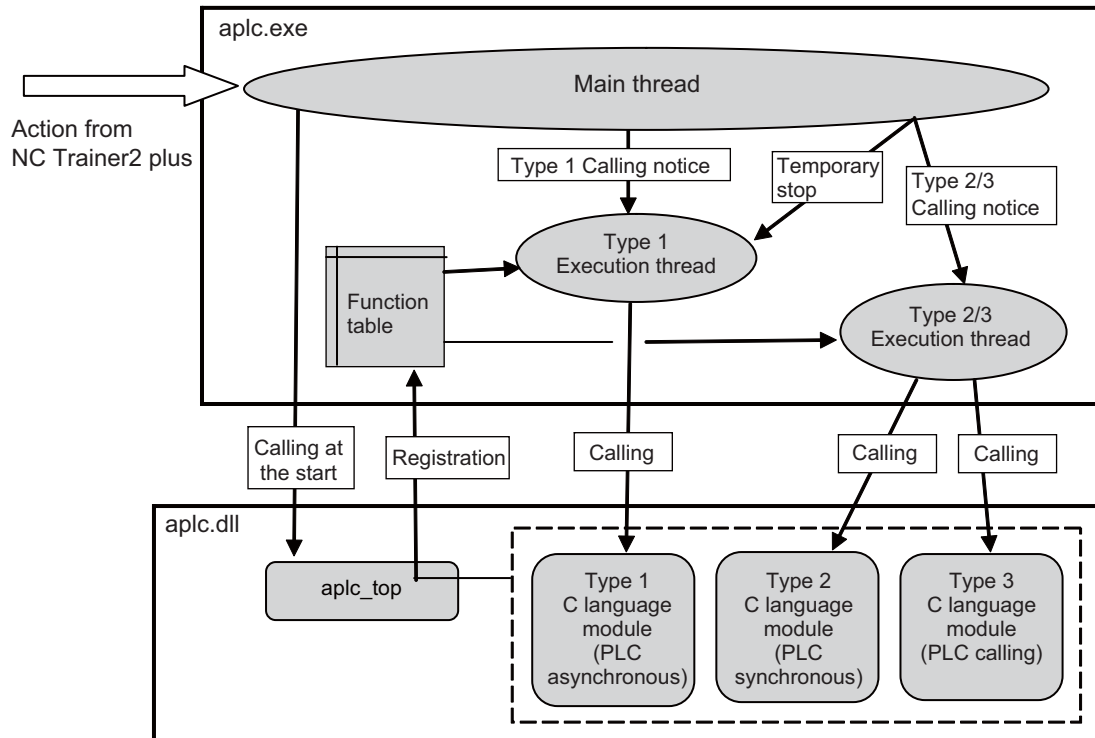 aplc.exe
Main thread
Action from
NC Trainer2 plus
Type 1 Calling notice
Temporary
stop
Type 2/3
Calling notice
Type 1
Execution thread
Function
table
Type 2/3
Execution thread
Calling at
the start
Registration
Calling
Calling
Calling
aplc.dll
aplc_top
Type 1
C language
module
(PLC
asynchronous)
Type 2
C language
module
(PLC
synchronous)
Type 3
C language
module
(PLC calling)